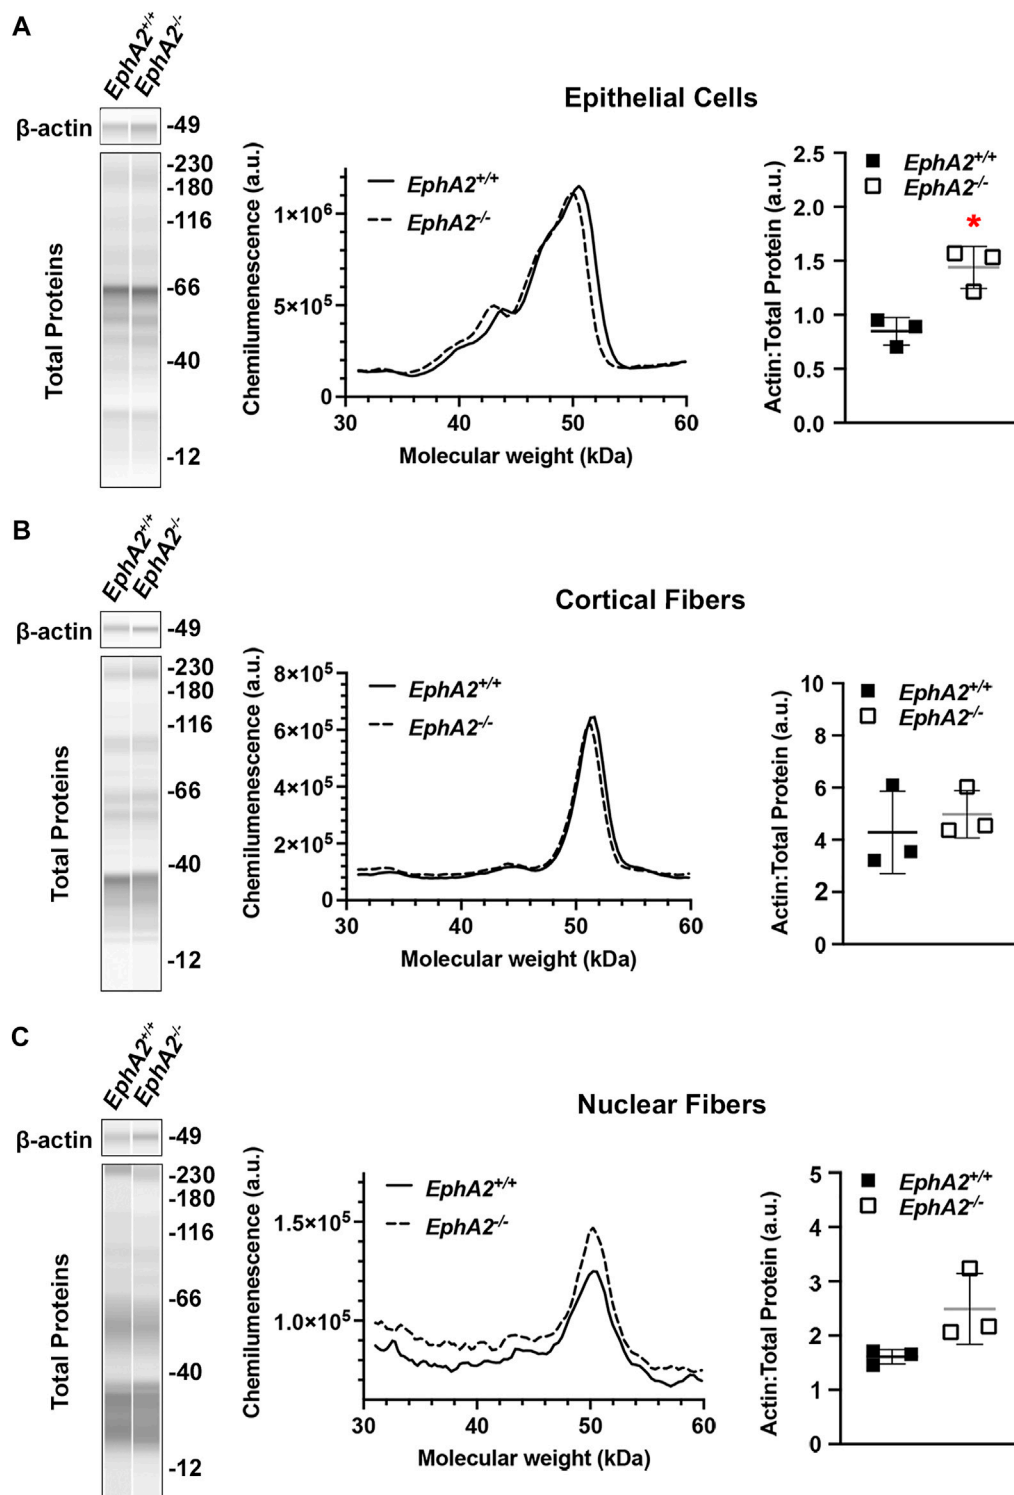 A
EphA2+/+
EphA2-/-
β-actin
-49
-230
-180
-116
-66
-40
-12
Total Proteins
Epithelial Cells
Chemilumenescence (a.u.)
1×10⁶
5×10⁵
0
EphA2+/+
EphA2-/-
30 40 50 60
Molecular weight (kDa)
Actin:Total Protein (a.u.)
2.5
2.0
1.5
1.0
0.5
0.0
EphA2+/+
EphA2-/-
*
B
EphA2+/+
EphA2-/-
β-actin
-49
-230
-180
-116
-66
-40
-12
Total Proteins
Cortical Fibers
Chemilumenescence (a.u.)
8×10⁵
6×10⁵
4×10⁵
2×10⁵
0
EphA2+/+
EphA2-/-
30 40 50 60
Molecular weight (kDa)
Actin:Total Protein (a.u.)
10
8
6
4
2
0
EphA2+/+
EphA2-/-
C
EphA2+/+
EphA2-/-
β-actin
-49
-230
-180
-116
-66
-40
-12
Total Proteins
Nuclear Fibers
Chemilumenescence (a.u.)
1.5×10⁵
1.0×10⁵
EphA2+/+
EphA2-/-
30 40 50 60
Molecular weight (kDa)
Actin:Total Protein (a.u.)
5
4
3
2
1
0
EphA2+/+
EphA2-/-